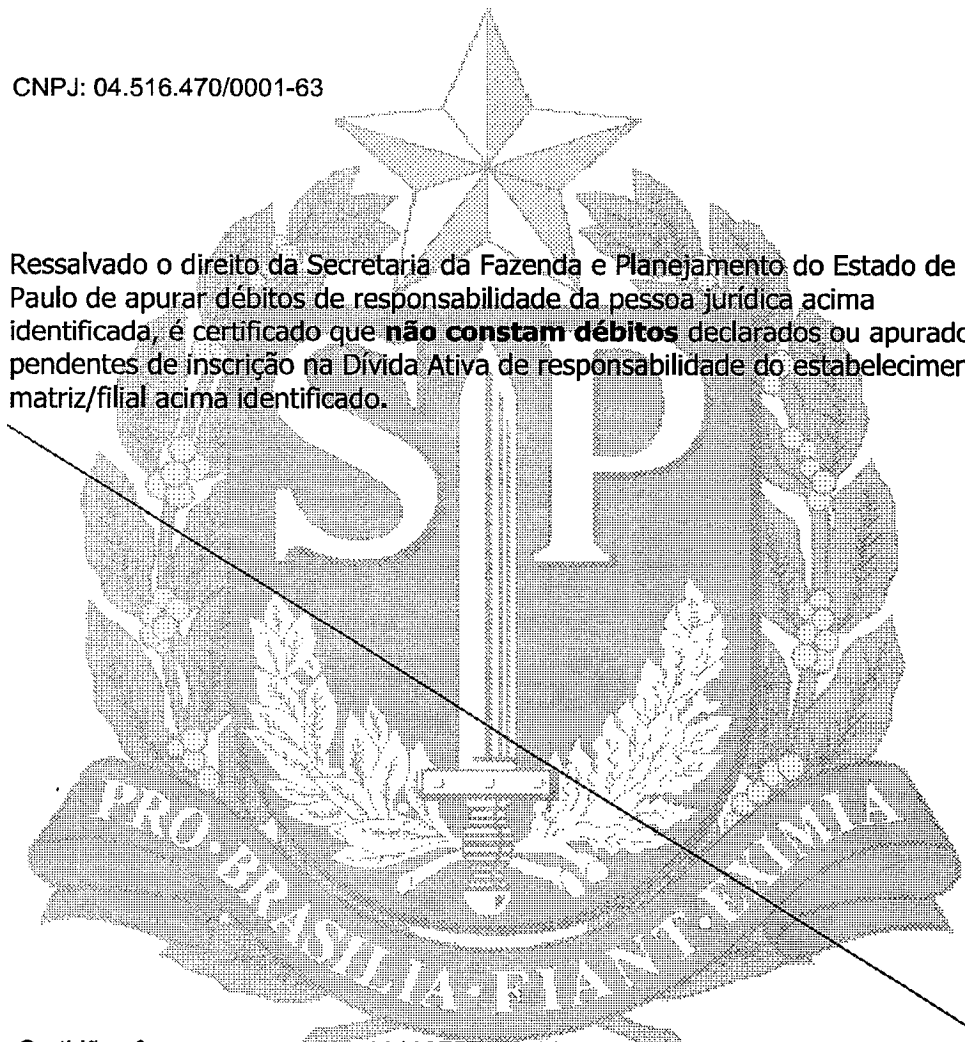 CNPJ: 04.516.470/0001-63
Ressalvado o direito da Secretaria da Fazenda e Planejamento do Estado de
Paulo de apurar débitos de responsabilidade da pessoa jurídica acima
identificada, é certificado que não constam débitos declarados ou apurado
pendentes de inscrição na Dívida Ativa de responsabilidade do estabelecimen
matriz/filial acima identificado.
SP
PRO·BRASILIA·FIANT·EXIMIA